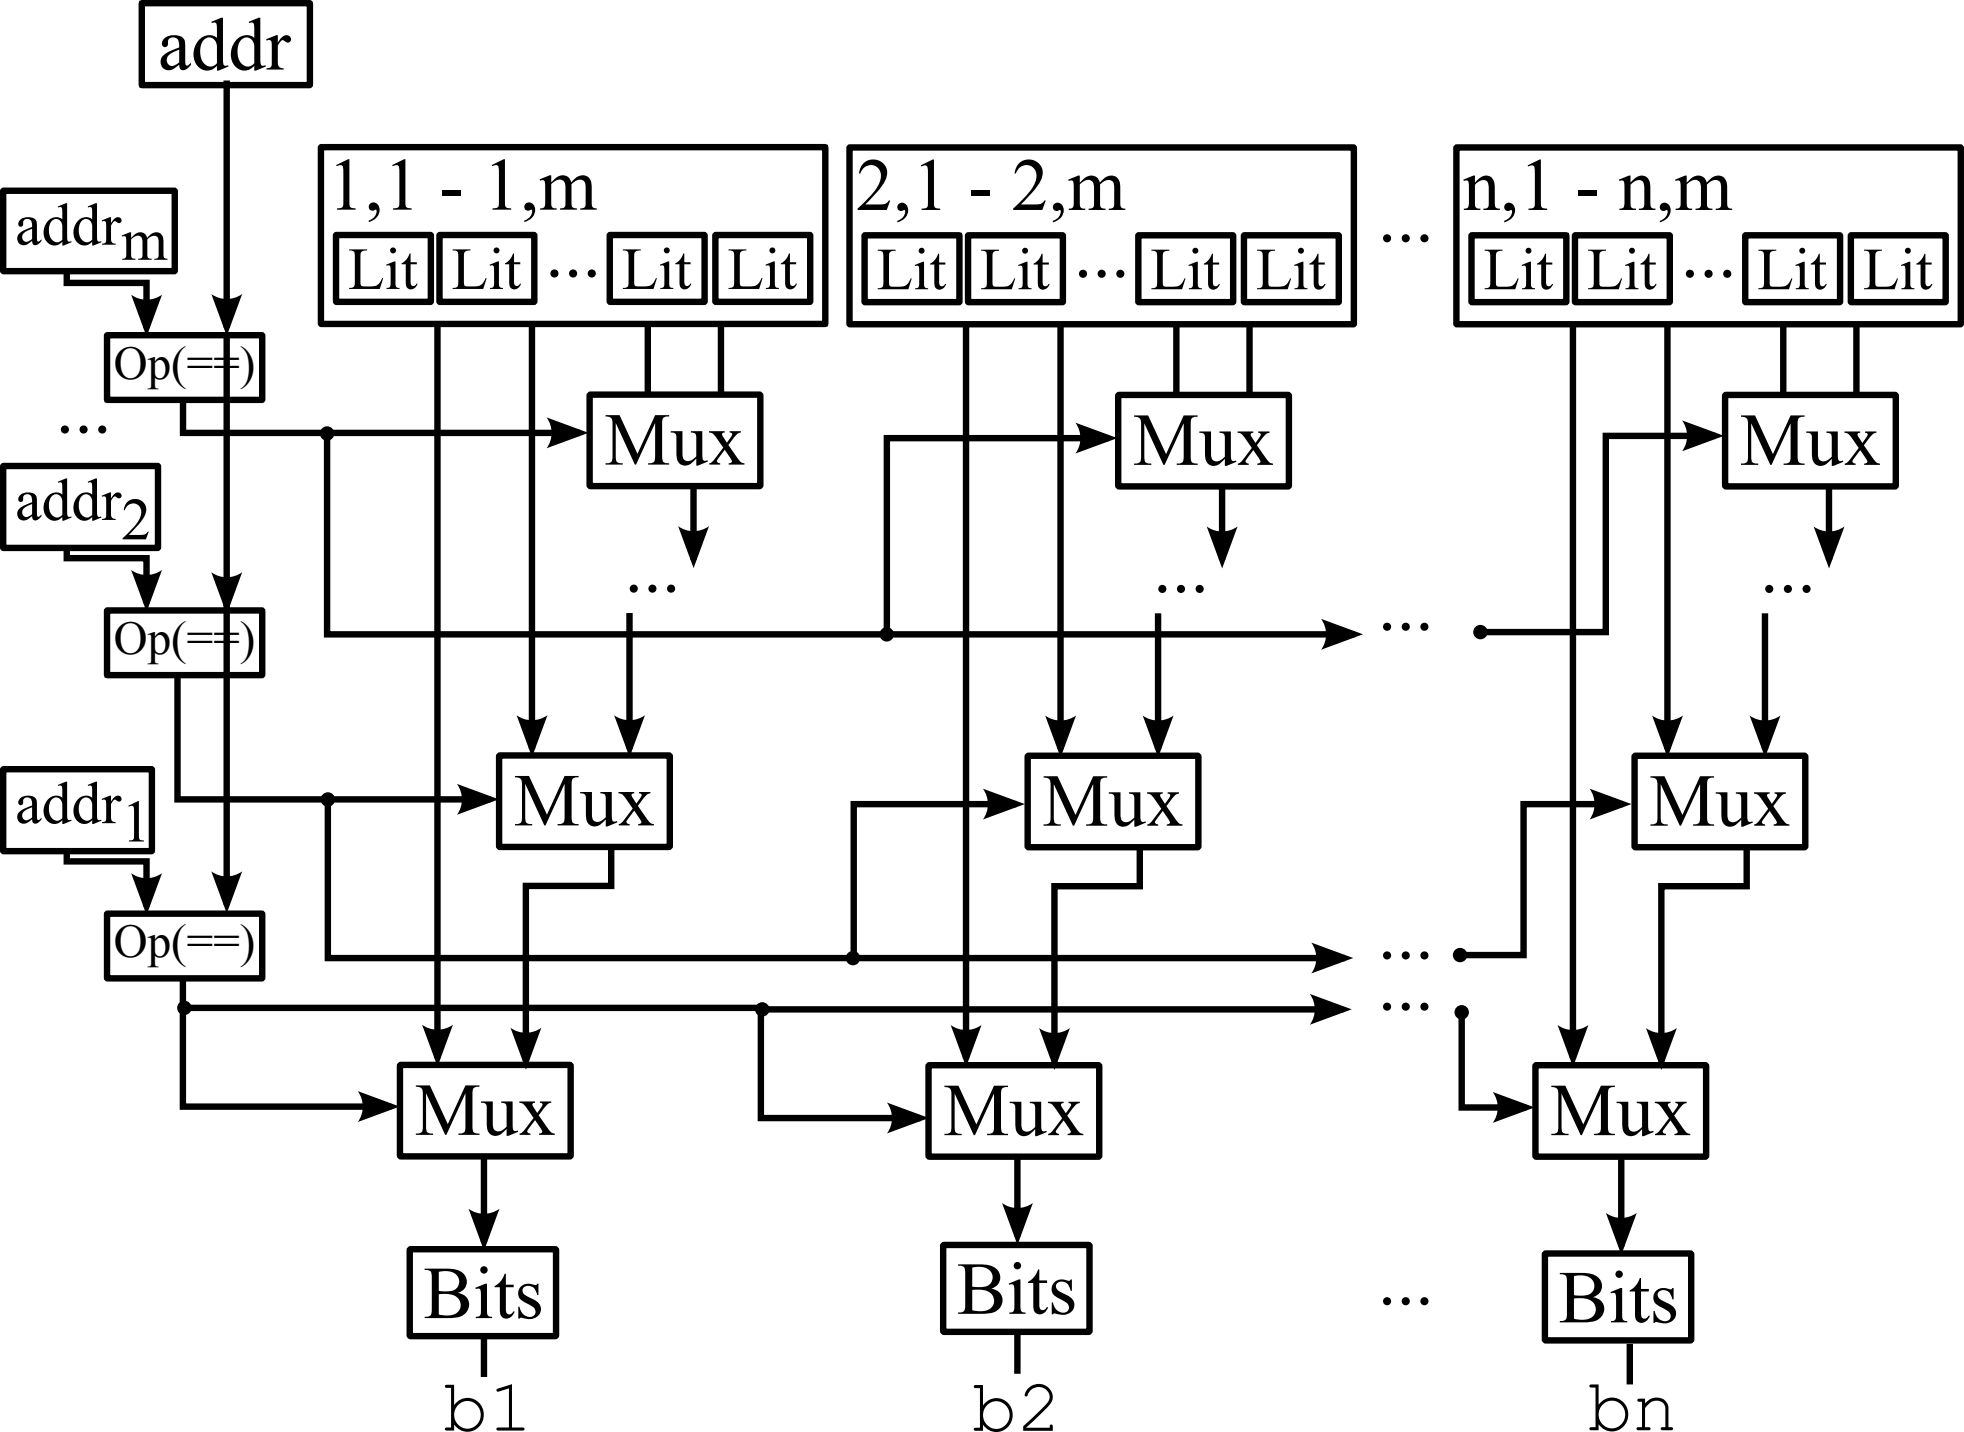 addr
1,1 - 1,m
2,1 - 2,m
n,1 - n,m
addrm
Lit Lit ... Lit Lit
Lit Lit ... Lit Lit
...
Lit Lit ... Lit Lit
Op(==)
...
Mux
Mux
Mux
addr2
...
...
...
Op(==)
...
addr1
Mux
Mux
Mux
Op(==)
...
...
Mux
Mux
Mux
Bits
Bits
...
Bits
b1
b2
bn